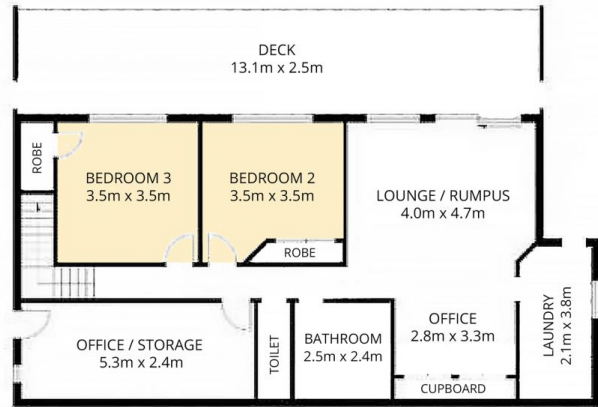 DECK
13.1m x 2.5m
ROBE
BEDROOM 3
3.5m x 3.5m
BEDROOM 2
3.5m x 3.5m
ROBE
LOUNGE / RUMPUS
4.0m x 4.7m
OFFICE / STORAGE
5.3m x 2.4m
TOILET
BATHROOM
2.5m x 2.4m
OFFICE
2.8m x 3.3m
CUPBOARD
LAUNDRY
2.1m x 3.8m